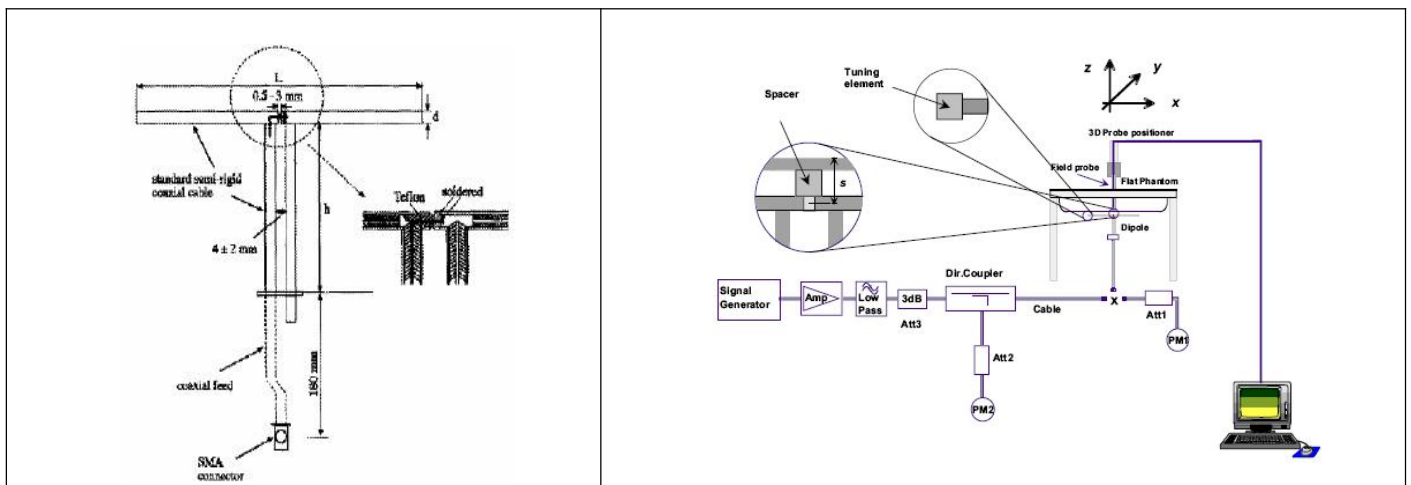 L
0.5-3 mm
d
standard semi-rigid
coaxial cable
h
Teflon
soldered
4 ± 2 mm
coaxial feed
180 mm
SMA
connector
Tuning
element
Spacer
s
z
y
x
3D Probe positioner
Field probe
Flat Phantom
Dipole
Signal
Generator
Amp
Low
Pass
3dB
Att3
Dir.Coupler
Cable
X
Att1
PM1
Att2
PM2